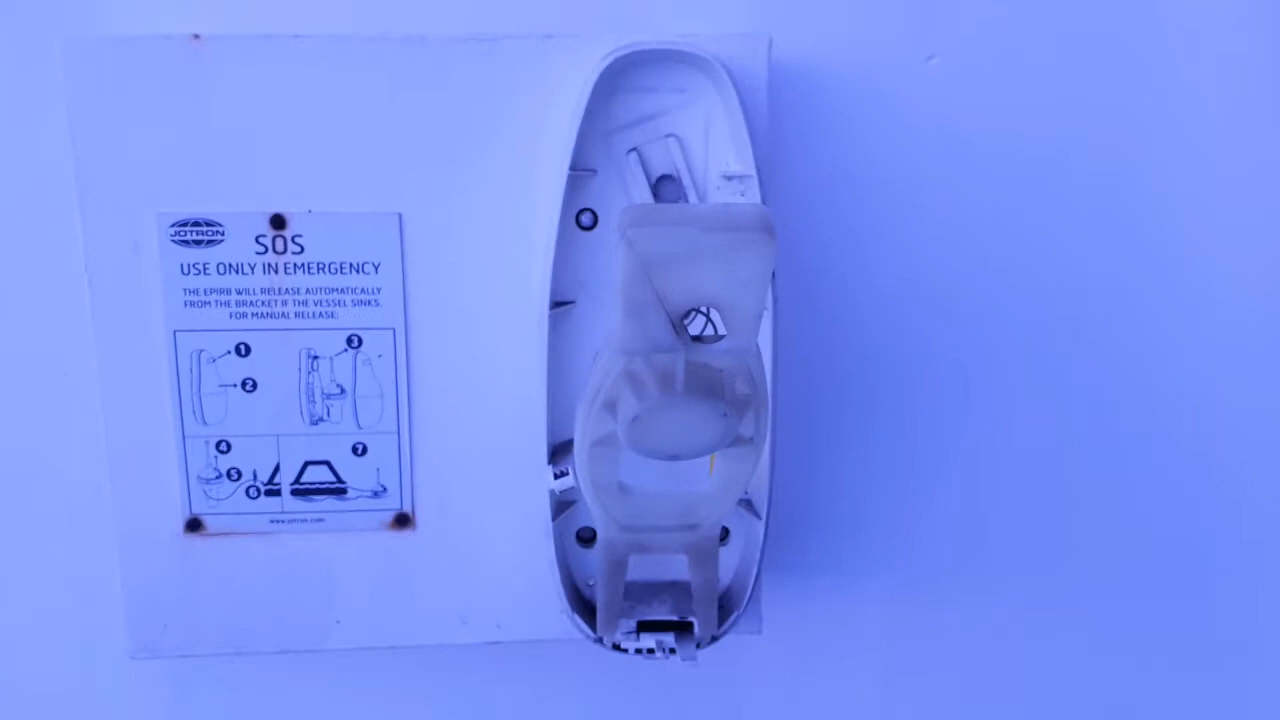 JOTRON
SOS
USE ONLY IN EMERGENCY
THE EPIRB WILL RELEASE AUTOMATICALLY
FROM THE BRACKET IF THE VESSEL SINKS.
FOR MANUAL RELEASE:
1
2
3
4
5
6
7
www.jotron.com